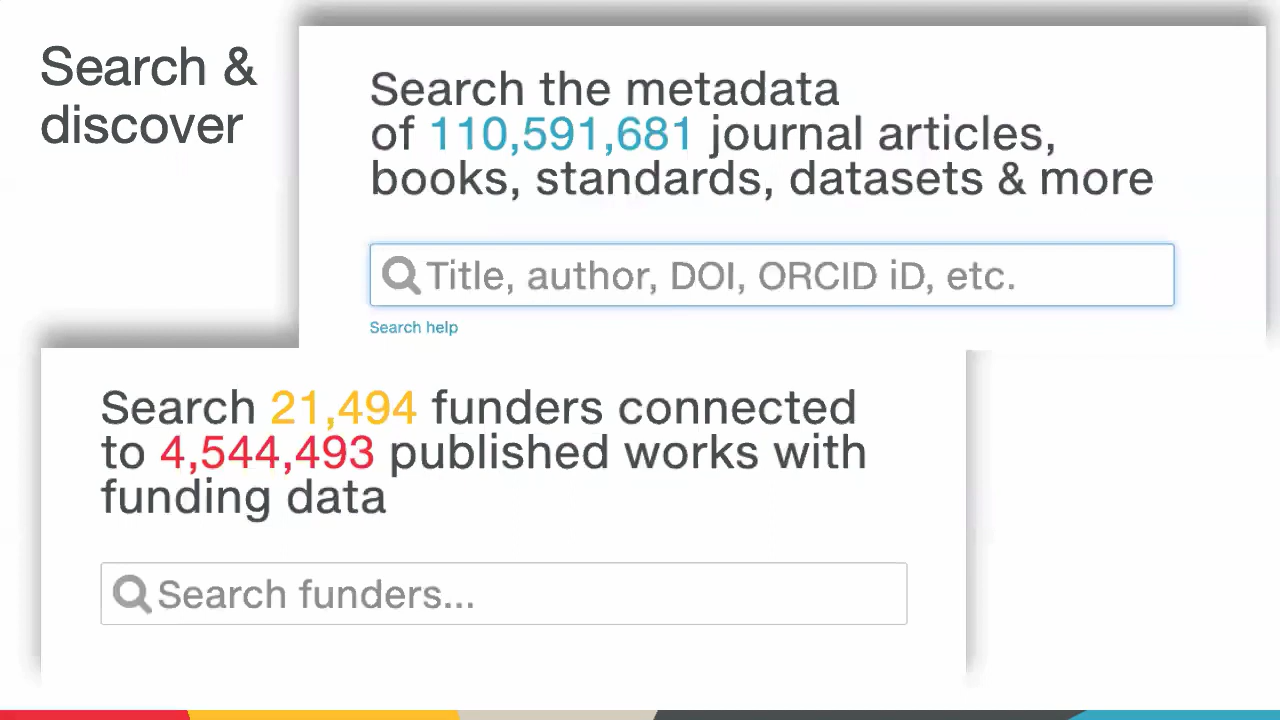 Search &
discover
Search the metadata
of 110,591,681 journal articles,
books, standards, datasets & more
Title, author, DOI, ORCID iD, etc.
Search help
Search 21,494 funders connected
to 4,544,493 published works with
funding data
Search funders...